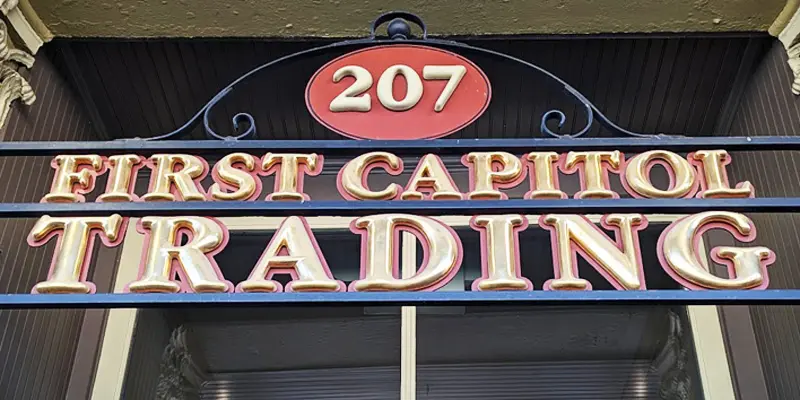 207
FIRST CAPITOL
TRADING